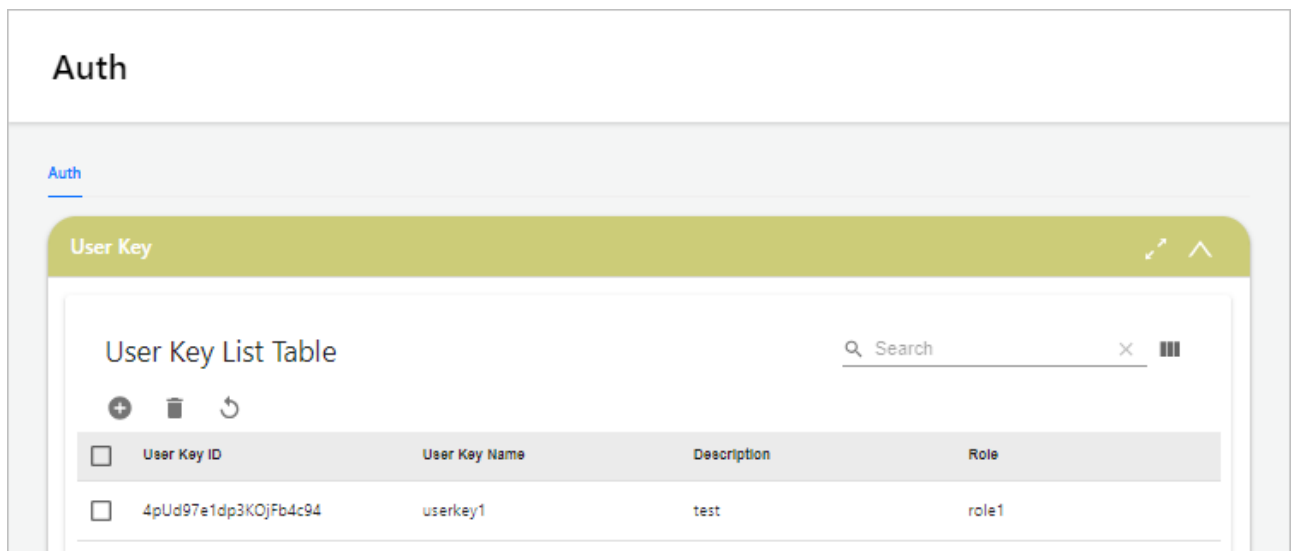 Auth
Auth
User Key
User Key List Table
Search
User Key ID User Key Name Description Role
4pUd97e1dp3KOjFb4c94 userkey1 test role1